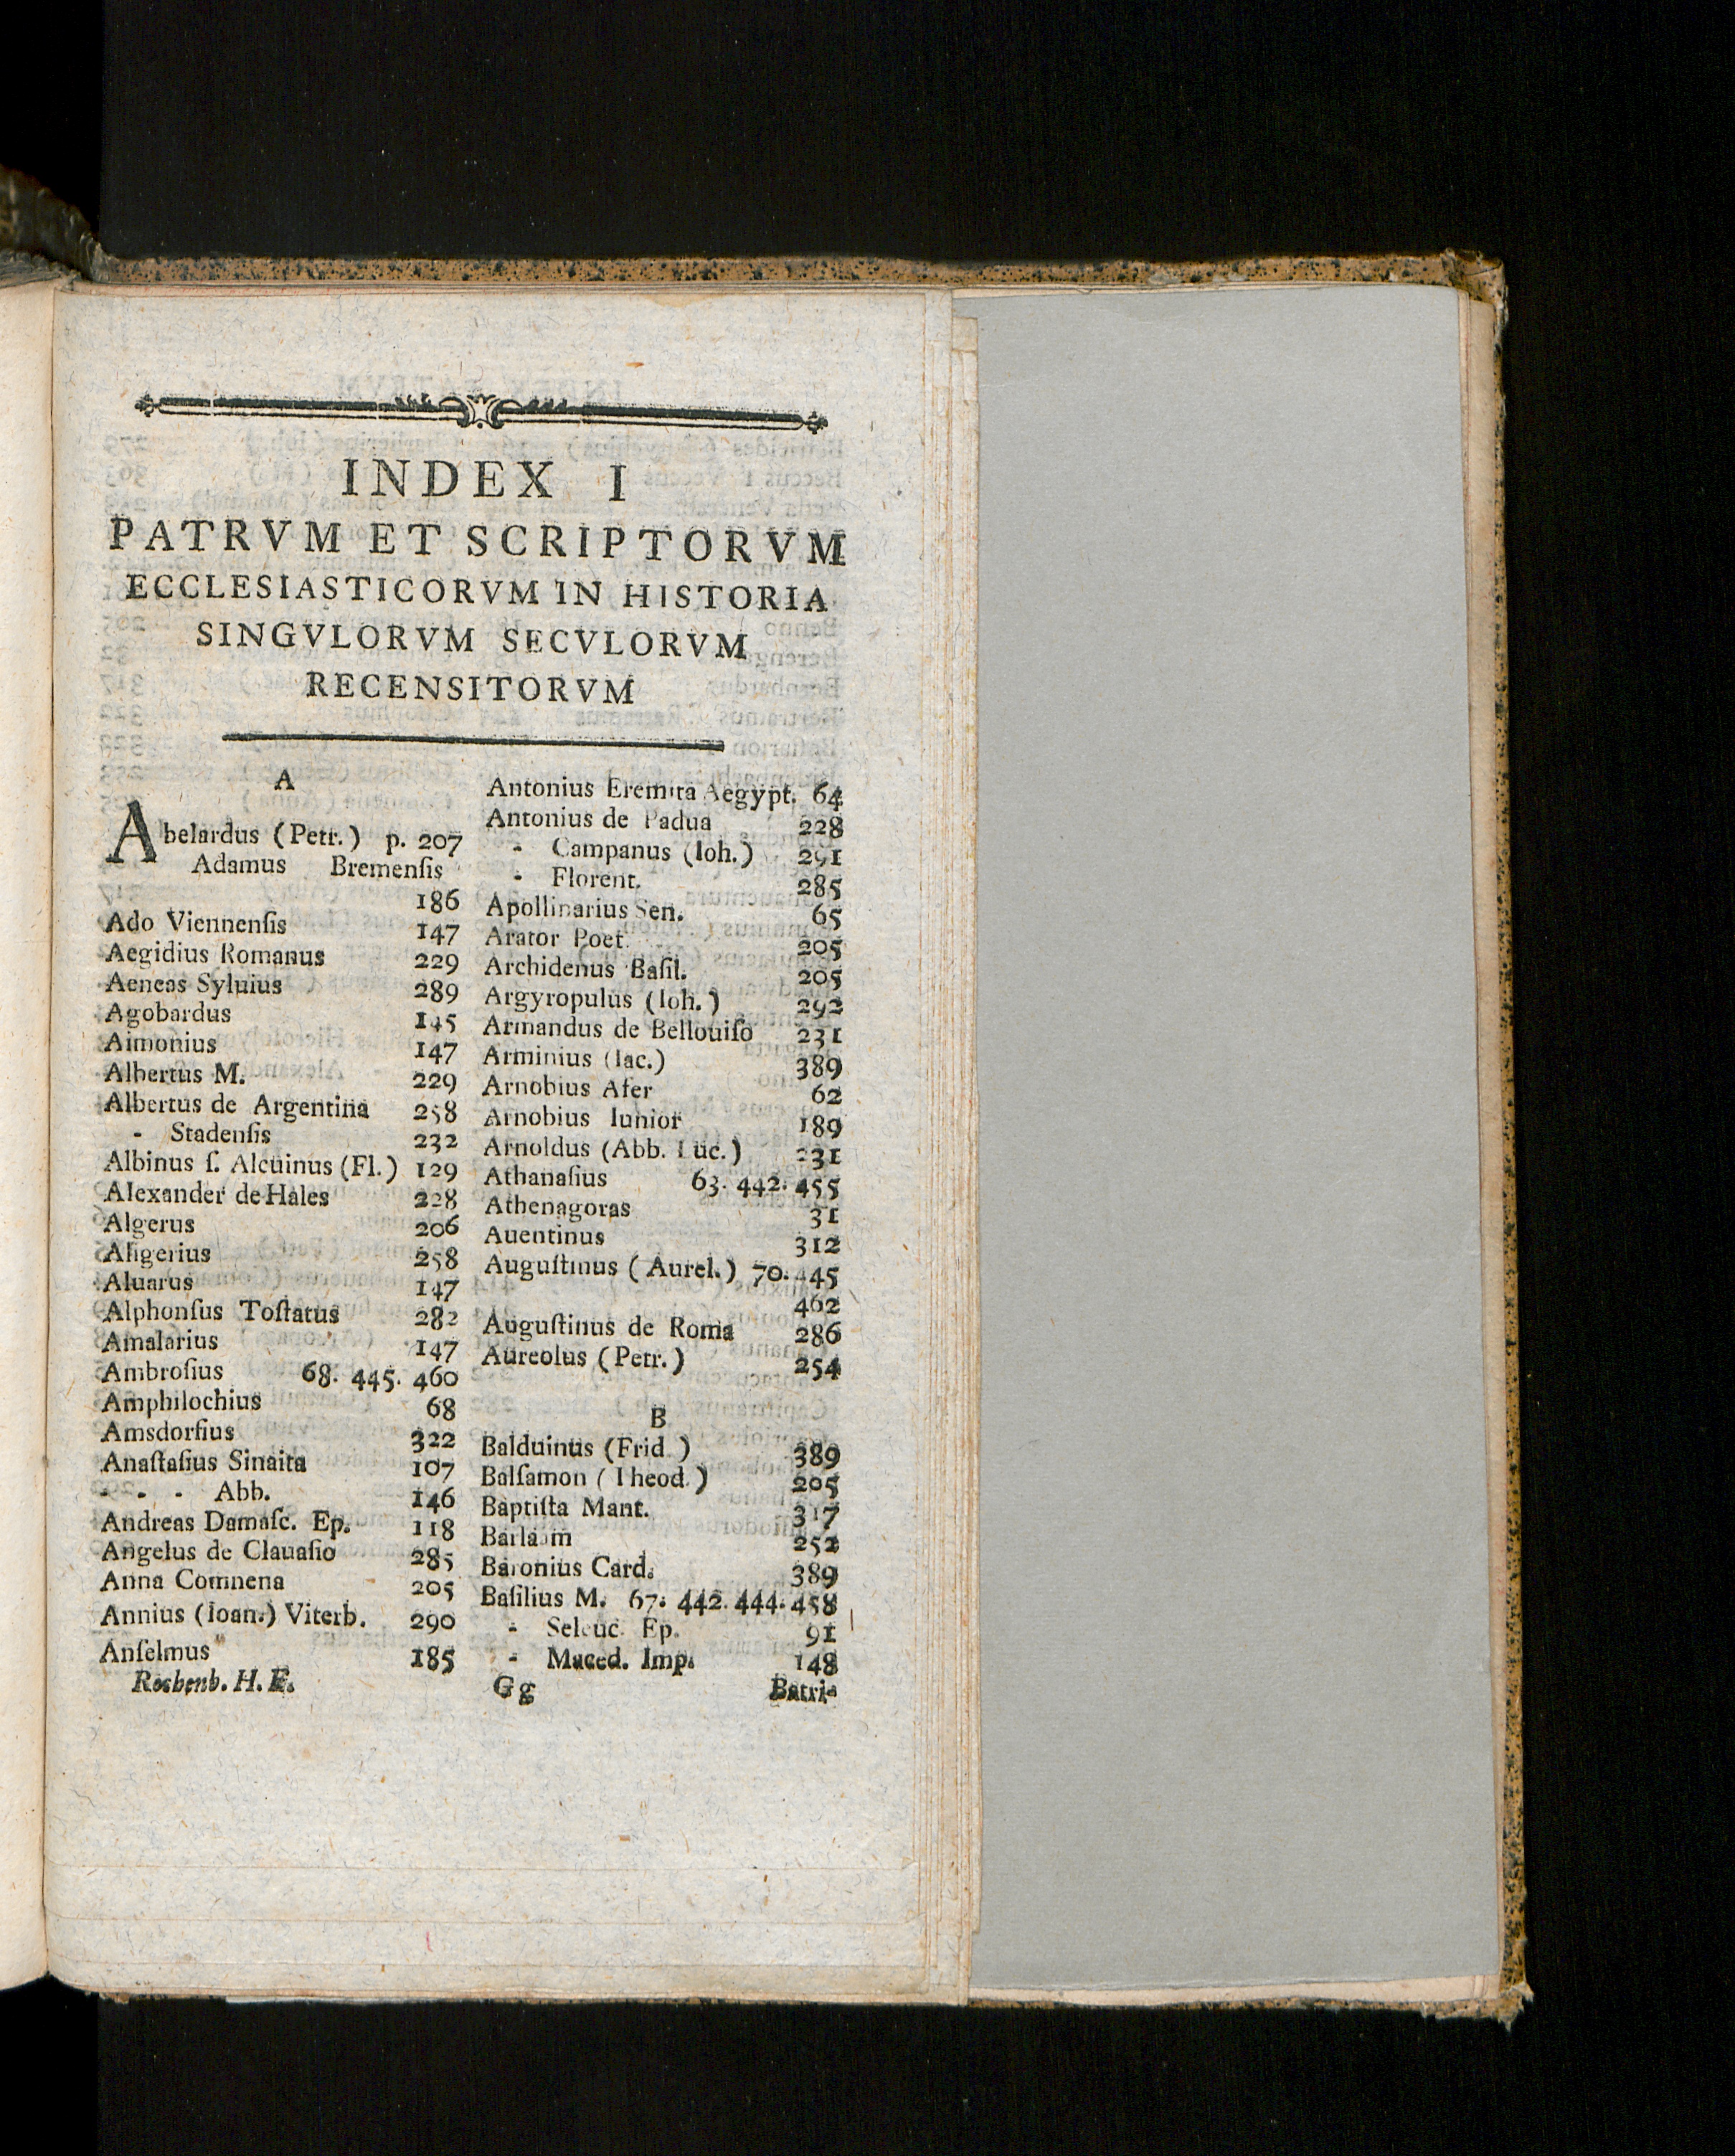 INDEX I
PATRVM ET SCRIPTORVM
ECCLESIASTICORVM IN HISTORIA
SINGVLORVM SECVLORVM
RECENSITORVM
A
Abelardus (Petr.) p. 207
Adamus Bremenſis
186
Ado Viennenſis 147
Aegidius Romanus 229
Aeneas Syluius 289
Agobardus 145
Aimonius 147
Albertus M. 229
Albertus de Argentina 258
- Stadenſis 232
Albinus ſ. Alcuinus (Fl.) 129
Alexander de Hales 228
Algerus 206
Aligerius 258
Aluarus 147
Alphonſus Toſtatus 282
Amalarius 147
Ambroſius 68. 445. 460
Amphilochius 68
Amsdorfius 322
Anaſtaſius Sinaita 107
- - - Abb. 146
Andreas Damaſc. Ep. 118
Angelus de Clauaſio 285
Anna Comnena 205
Annius (Ioan.) Viterb. 290
Anſelmus 185
Rechenb. H. E.
Antonius Eremita Aegypt. 64
Antonius de Padua 228
- Campanus (Ioh.) 291
- Florent. 285
Apollinarius Sen. 65
Arator Poet. 205
Archidenus Baſil. 205
Argyropulus (Ioh.) 292
Armandus de Bellouiſo 231
Arminius (Iac.) 389
Arnobius Afer 62
Arnobius Iunior 189
Arnoldus (Abb. Luc.) 231
Athanaſius 63. 442. 455
Athenagoras 31
Auentinus 312
Auguſtinus (Aurel.) 70. 445
462
Auguſtinus de Roma 286
Aureolus (Petr.) 254
B
Balduinus (Frid.) 389
Balſamon (Theod.) 205
Baptiſta Mant. 317
Barlaam 252
Baronius Card. 389
Baſilius M. 67. 442. 444. 458
- Seleuc. Ep. 91
- Maced. Imp. 148
Gg Batri-